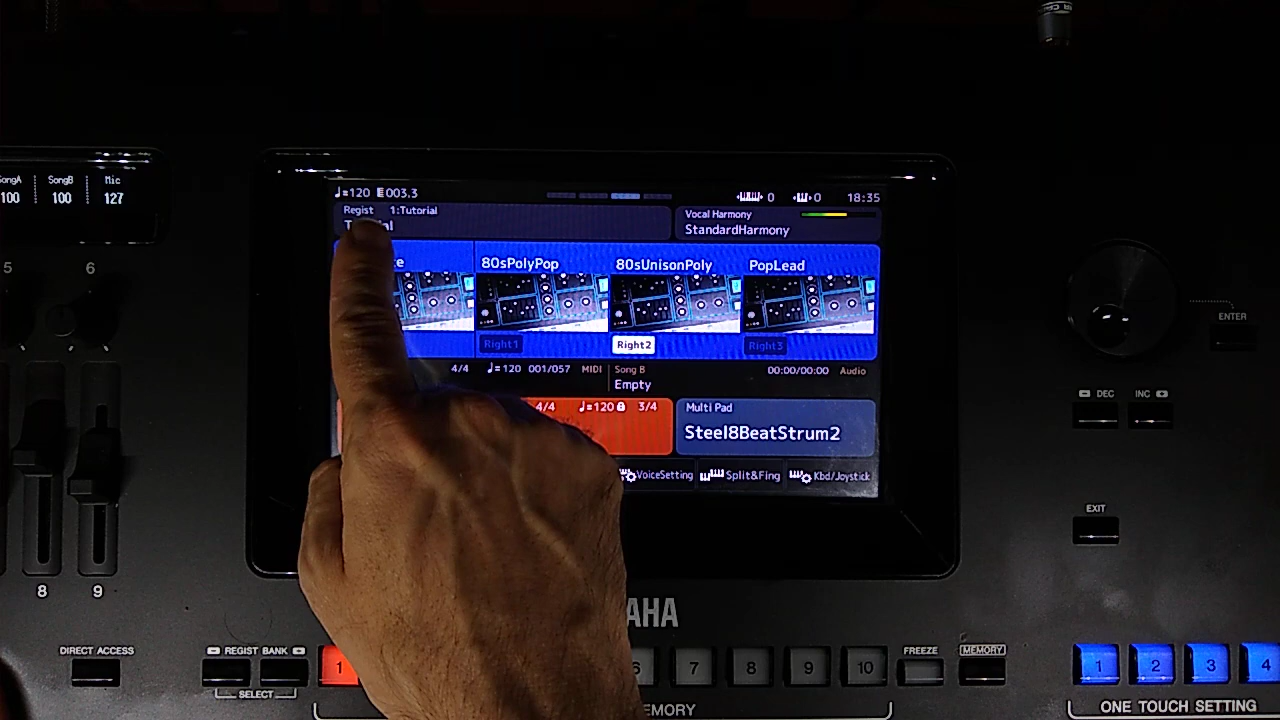 SongB
Mic
100
100
127
5
6
8
9
DIRECT ACCESS
REGIST BANK
SELECT
♩=120
003.3
0
0
18:35
Regist 1:Tutorial
Vocal Harmony
StandardHarmony
80sPolyPop
80sUnisonPoly
PopLead
Right1
Right2
Right3
4/4 ♩=120 001/057 MIDI
Song B
00:00/00:00 Audio
Empty
4/4 ♩=120 3/4
Multi Pad
Steel8BeatStrum2
VoiceSetting
Split&Fing
Kbd/Joystick
ENTER
DEC
INC
EXIT
1
6
7
8
9
10
FREEZE
MEMORY
1
2
3
4
ONE TOUCH SETTING